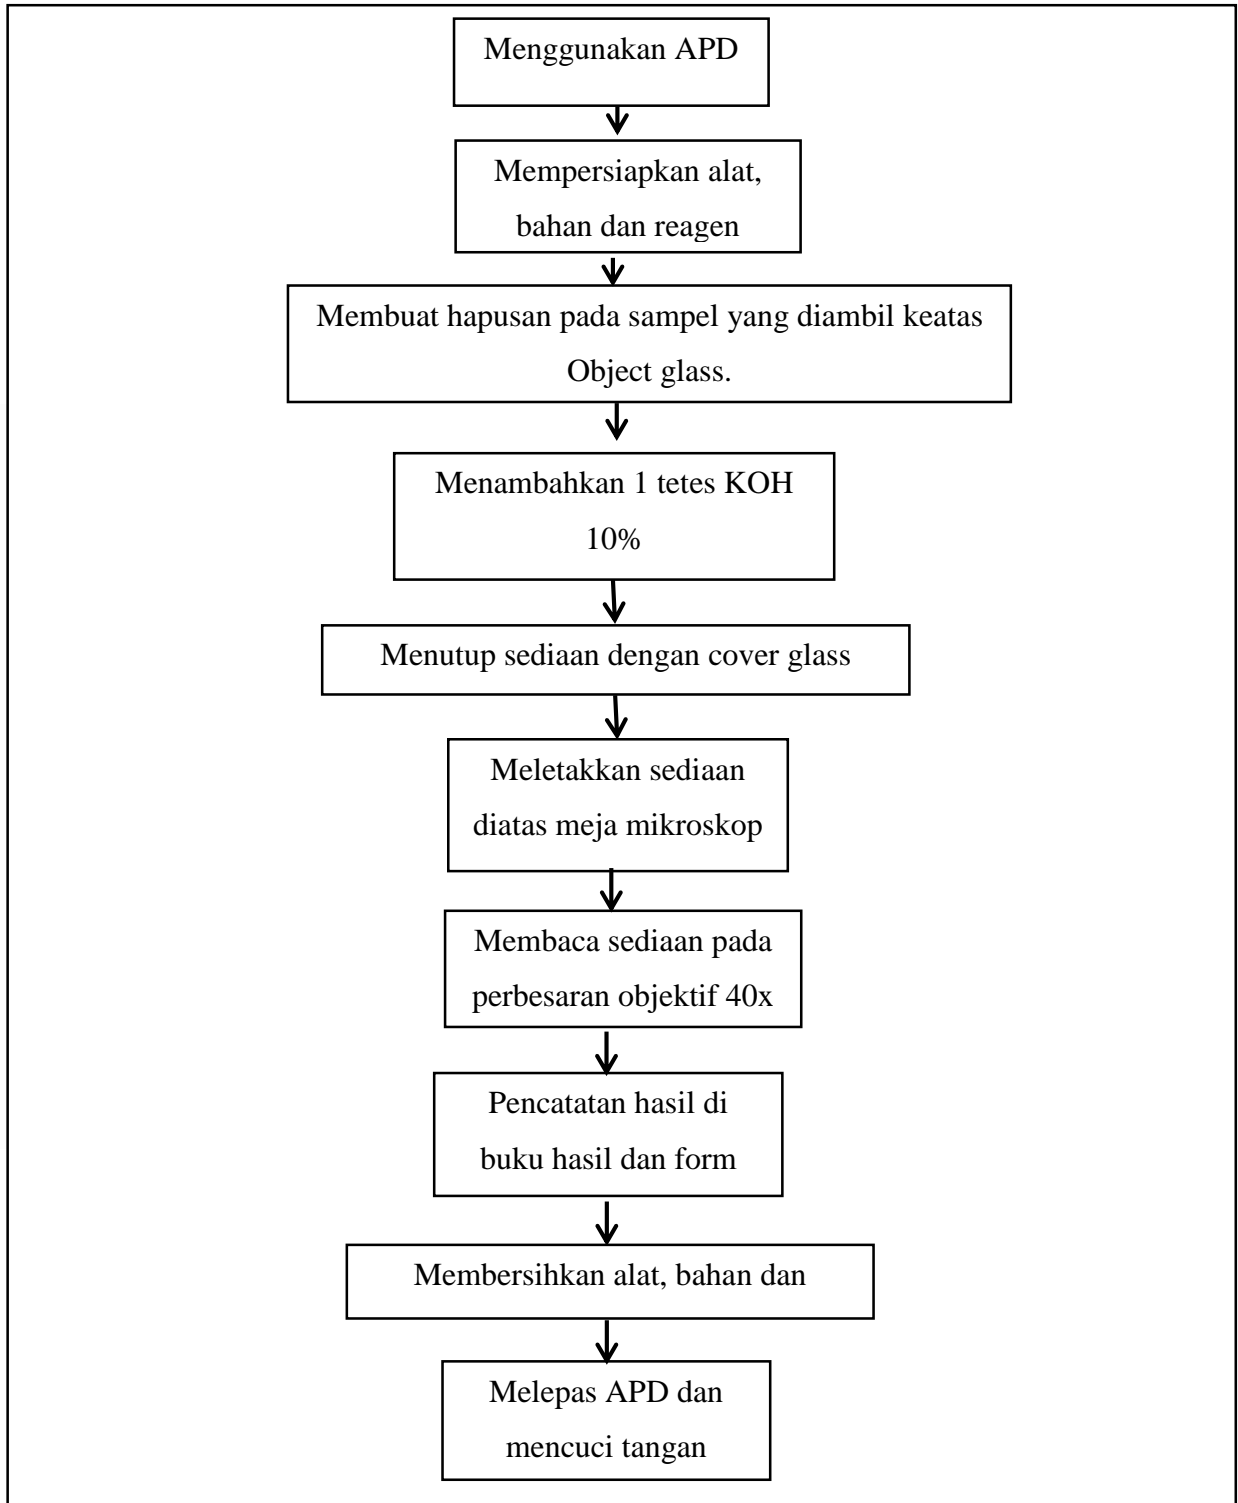 Menggunakan APD
Mempersiapkan alat,
bahan dan reagen
Membuat hapusan pada sampel yang diambil keatas
Object glass.
Menambahkan 1 tetes KOH
10%
Menutup sediaan dengan cover glass
Meletakkan sediaan
diatas meja mikroskop
Membaca sediaan pada
perbesaran objektif 40x
Pencatatan hasil di
buku hasil dan form
Membersihkan alat, bahan dan
Melepas APD dan
mencuci tangan